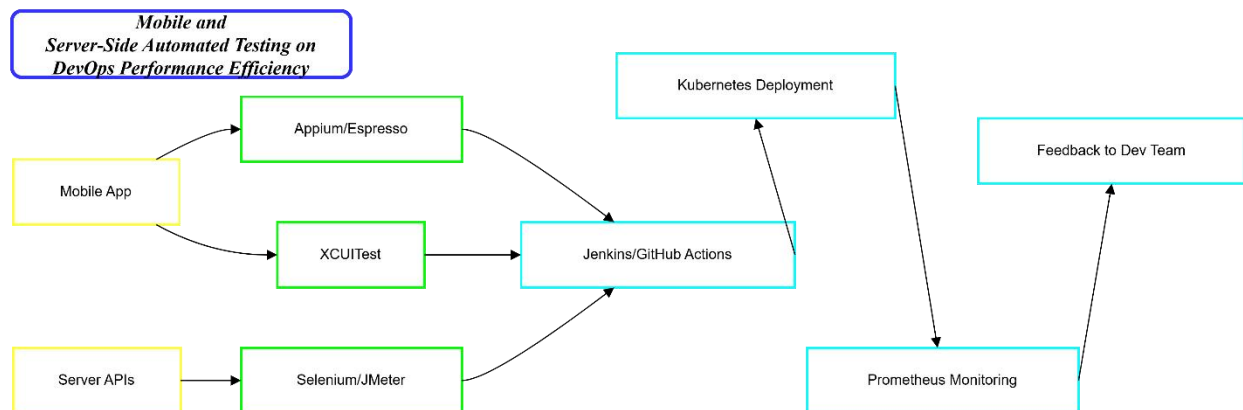 Mobile and
Server-Side Automated Testing on
DevOps Performance Efficiency
Kubernetes Deployment
Appium/Espresso
Feedback to Dev Team
Mobile App
XCUITest
Jenkins/GitHub Actions
Server APIs
Selenium/JMeter
Prometheus Monitoring